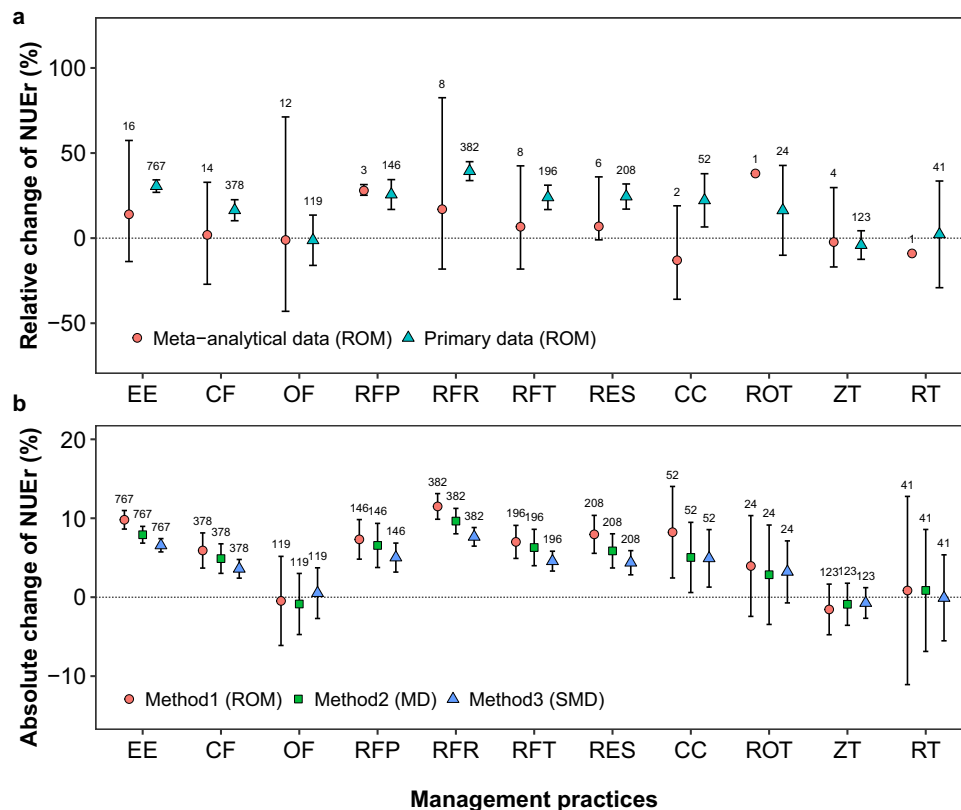 a
Relative change of NUEr (%)
100
50
0
−50
16 767 14 378 12 119 3 146 8 382 8 196 6 208 2 52 1 24 4 123 1 41
Meta−analytical data (ROM) Primary data (ROM)
EE CF OF RFP RFR RFT RES CC ROT ZT RT
b
Absolute change of NUEr (%)
20
10
0
−10
767 767 767 378 378 378 119 119 119 146 146 146 382 382 382 196 196 196 208 208 208 52 52 52 24 24 24 123 123 123 41 41 41
Method1 (ROM) Method2 (MD) Method3 (SMD)
EE CF OF RFP RFR RFT RES CC ROT ZT RT
Management practices